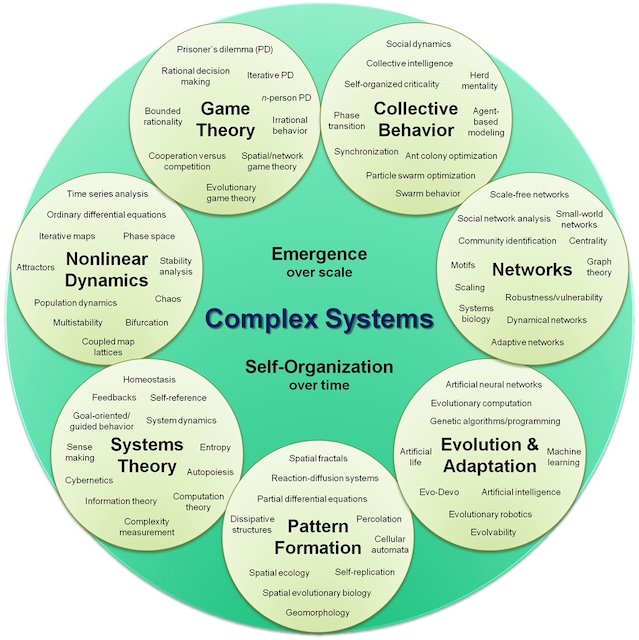 Prisoner's dilemma (PD)
Rational decision
making
Iterative PD
n-person PD
Bounded
rationality
Game
Theory
Irrational
behavior
Cooperation versus
competition
Spatial/network
game theory
Evolutionary
game theory
Social dynamics
Collective intelligence
Self-organized criticality
Herd
mentality
Phase
transition
Collective
Behavior
Agent-
based
modeling
Synchronization
Ant colony optimization
Particle swarm optimization
Swarm behavior
Time series analysis
Ordinary differential equations
Iterative maps
Phase space
Attractors
Nonlinear
Dynamics
Stability
analysis
Chaos
Population dynamics
Multistability
Bifurcation
Coupled map
lattices
Scale-free networks
Social network analysis
Small-world
networks
Community identification
Centrality
Motifs
Networks
Graph
theory
Scaling
Robustness/vulnerability
Systems
biology
Dynamical networks
Adaptive networks
Emergence
over scale
Complex Systems
Self-Organization
over time
Homeostasis
Feedbacks
Self-reference
Goal-oriented/
guided behavior
System dynamics
Sense
making
Systems
Theory
Entropy
Autopoiesis
Cybernetics
Information theory
Computation
theory
Complexity
measurement
Artificial neural networks
Evolutionary computation
Genetic algorithms/programming
Artificial
life
Evolution &
Adaptation
Machine
learning
Evo-Devo
Artificial intelligence
Evolutionary robotics
Evolvability
Spatial fractals
Reaction-diffusion systems
Partial differential equations
Dissipative
structures
Pattern
Formation
Percolation
Cellular
automata
Spatial ecology
Self-replication
Spatial evolutionary biology
Geomorphology